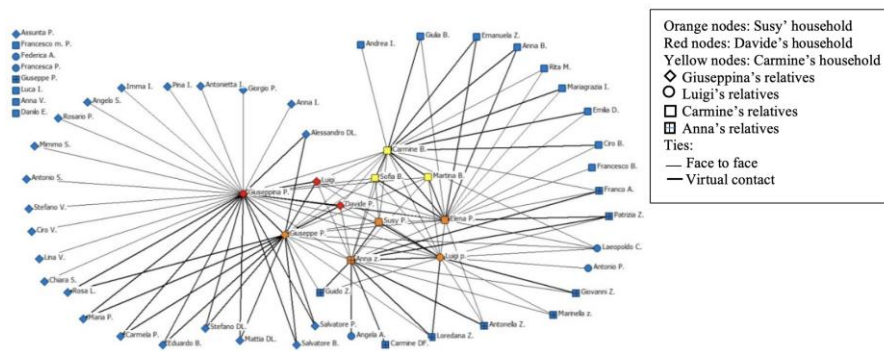 Assunta P.
Francesco m. P.
Federica A.
Francesca P.
Giuseppe P.
Luca I.
Anna V.
Danilo E.
Imma I.
Pina I.
Antonietta I.
Giorgio P.
Angelo S.
Anna I.
Rosario P.
Alessandro DL.
Mimmo S.
Antonio S.
Stefano V.
Ciro V.
Lina V.
Chiara S.
Rosa L.
Maria P.
Carmela P.
Eduardo B.
Stefano DL.
Mattia DL.
Salvatore B.
Salvatore P.
Angela A.
Carmine DF.
Loredana Z.
Antonella Z.
Marinella z.
Giovanni Z.
Antonio P.
Laeopoldo C.
Patrizia Z.
Franco A.
Francesco B.
Ciro B.
Emilia D.
Mariagrazia I.
Rita M.
Anna B.
Emanuela Z.
Giulia B.
Andrea I.
Carmine B.
Sofia B.
Martina B.
Luigi
Giuseppina P.
Davide P.
Susy P.
Elena P.
Giuseppe P.
Anna z.
Luigi p.
Guido Z.
Orange nodes: Susy' household
Red nodes: Davide's household
Yellow nodes: Carmine's household
Giuseppina's relatives
Luigi's relatives
Carmine's relatives
Anna's relatives
Ties:
Face to face
Virtual contact